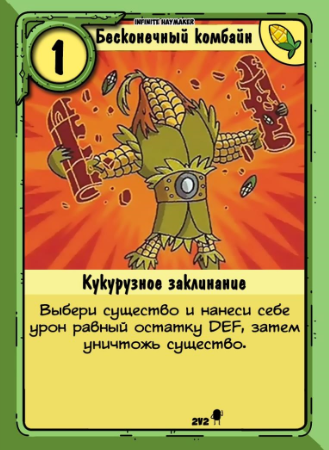 INFINITE HAYMAKER
1
Бесконечный комбайн
Кукурузное заклинание
Выбери существо и нанеси себе
урон равный остатку DEF, затем
уничтожь существо.
2V2